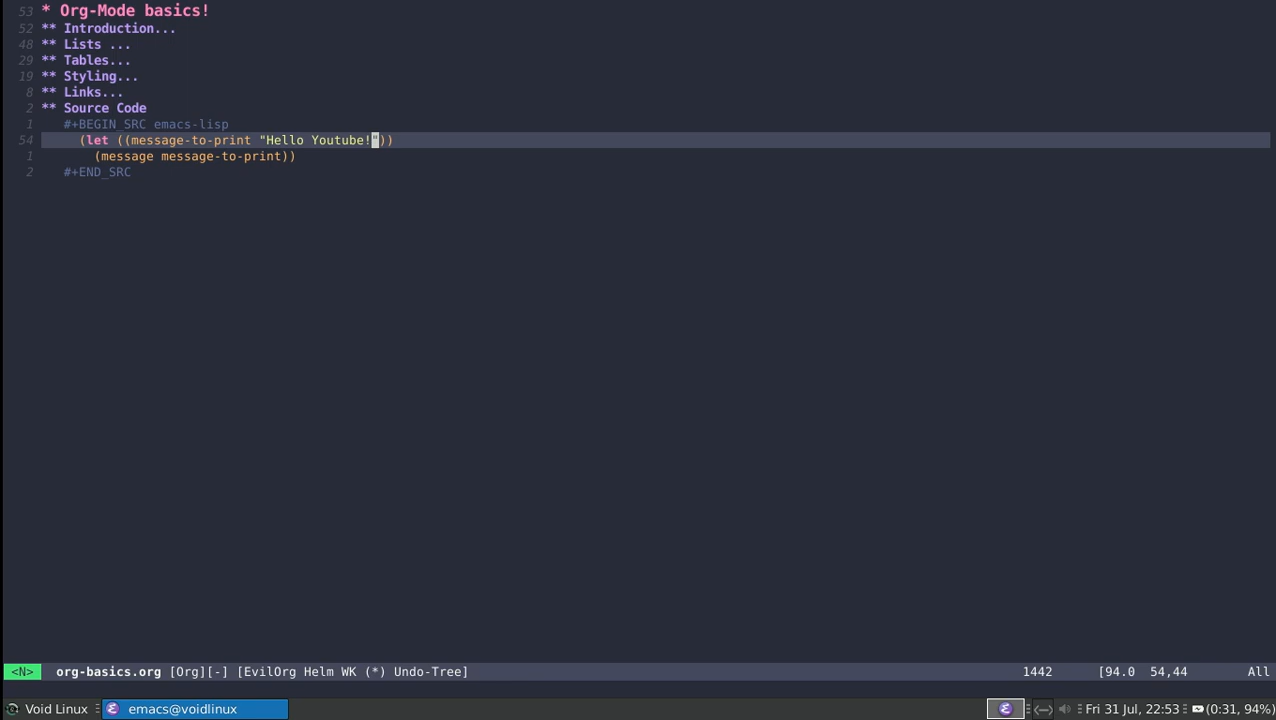 53 * Org-Mode basics!
52 ** Introduction...
48 ** Lists ...
29 ** Tables...
19 ** Styling...
8 ** Links...
2 ** Source Code
1 #+BEGIN_SRC emacs-lisp
54 (let ((message-to-print "Hello Youtube!"))
1 (message message-to-print))
2 #+END_SRC
<N> org-basics.org [Org][-] [EvilOrg Helm WK (*) Undo-Tree] 1442 [94.0 54,44 All
Void Linux emacs@voidlinux Fri 31 Jul, 22:53 (0:31, 94%)